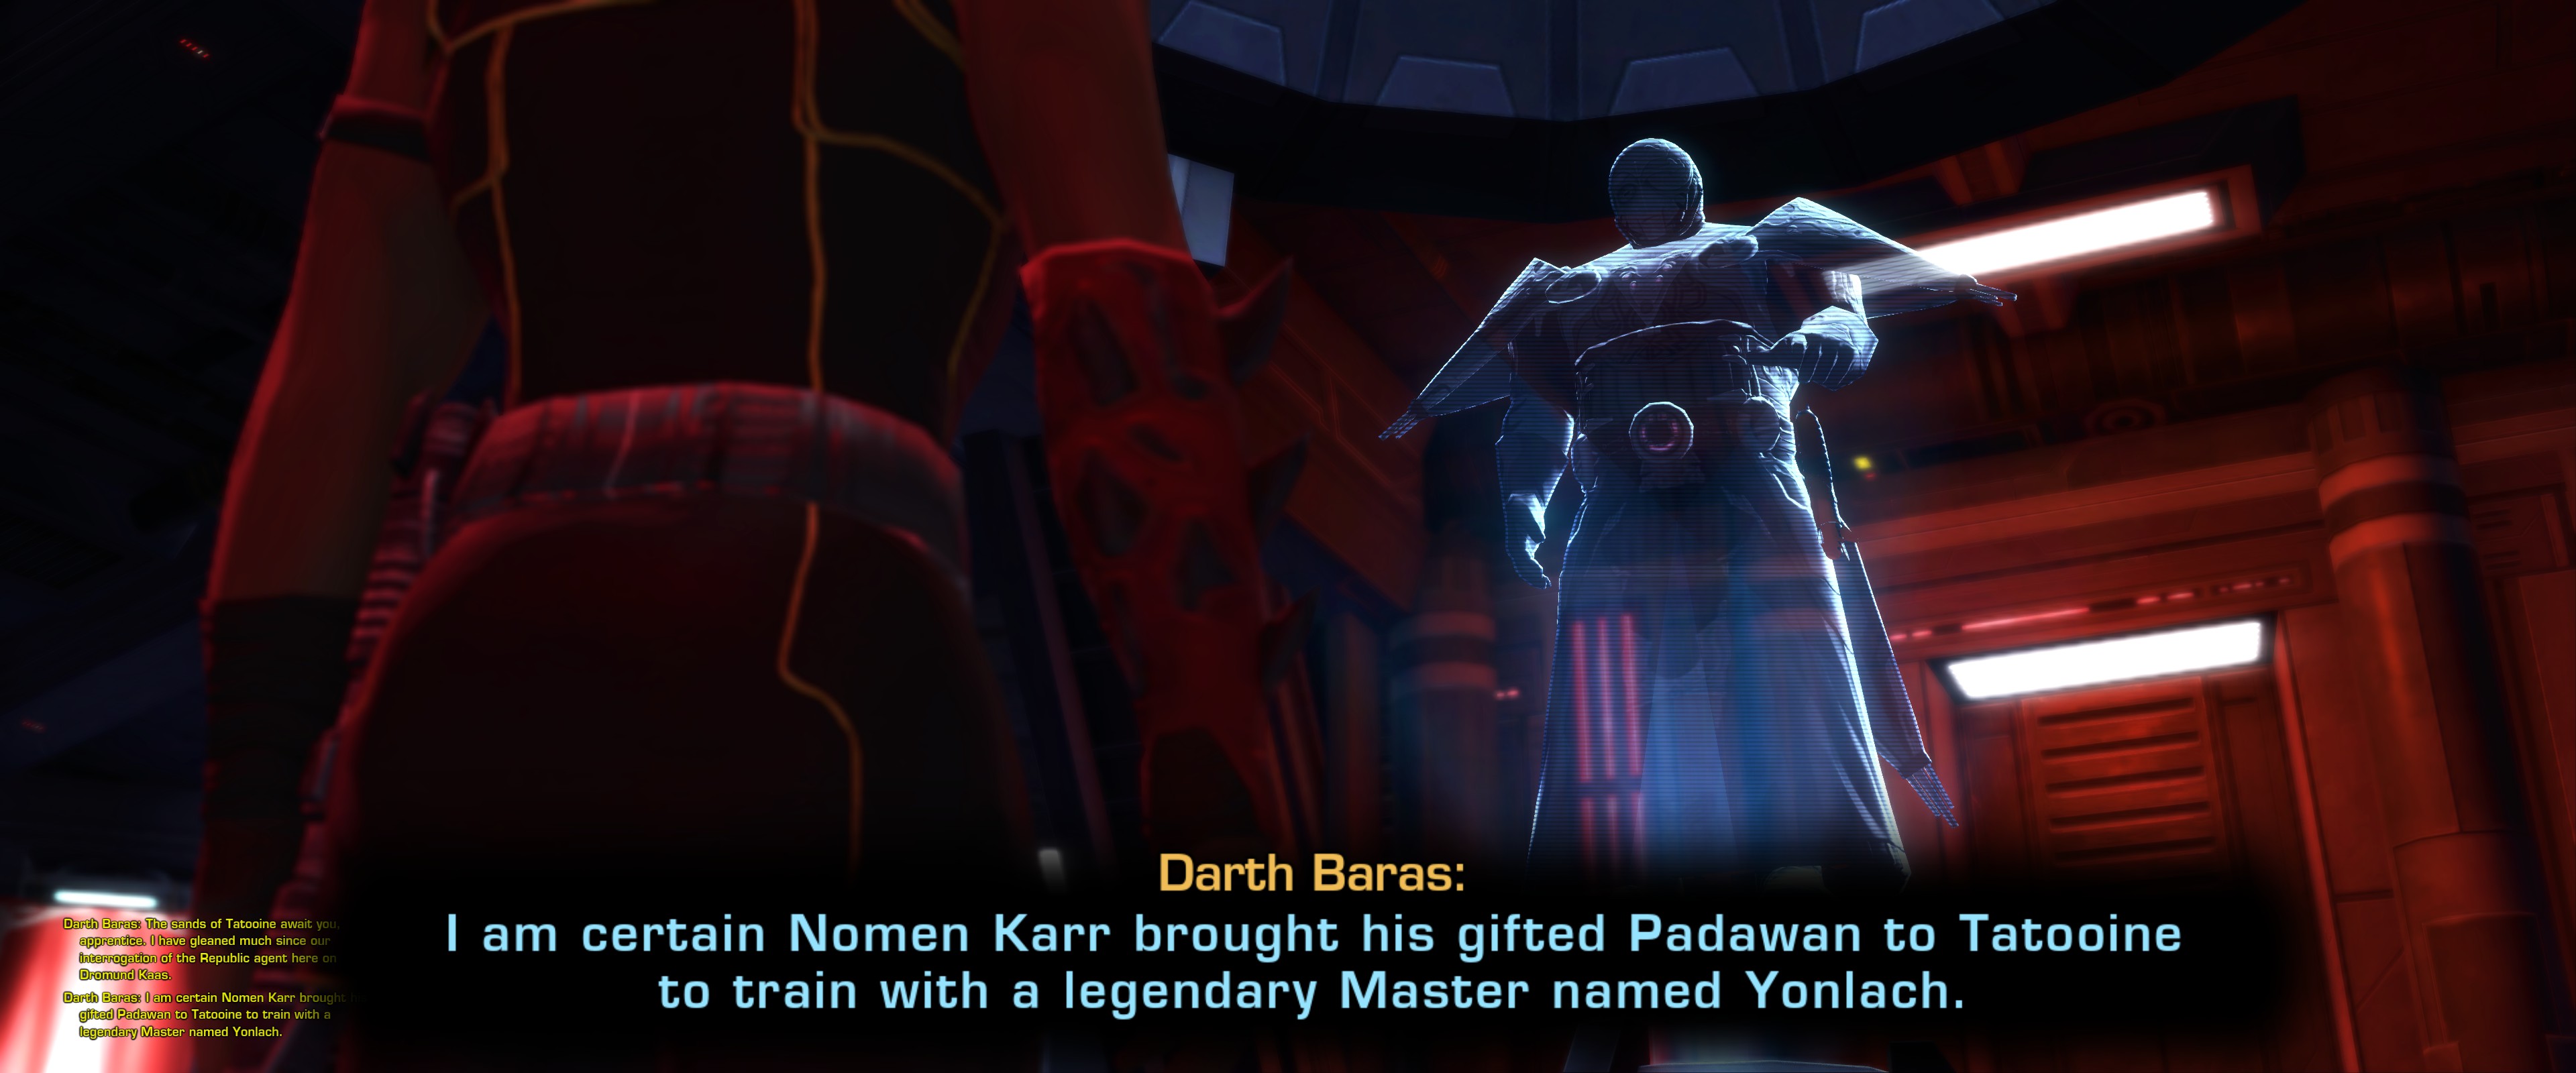 Darth Baras:
I am certain Nomen Karr brought his gifted Padawan to Tatooine
to train with a legendary Master named Yonlach.
Darth Baras: The sands of Tatooine await you,
apprentice. I have gleaned much since our
interrogation of the Republic agent here on
Dromund Kaas.
Darth Baras: I am certain Nomen Karr brought his
gifted Padawan to Tatooine to train with a
legendary Master named Yonlach.